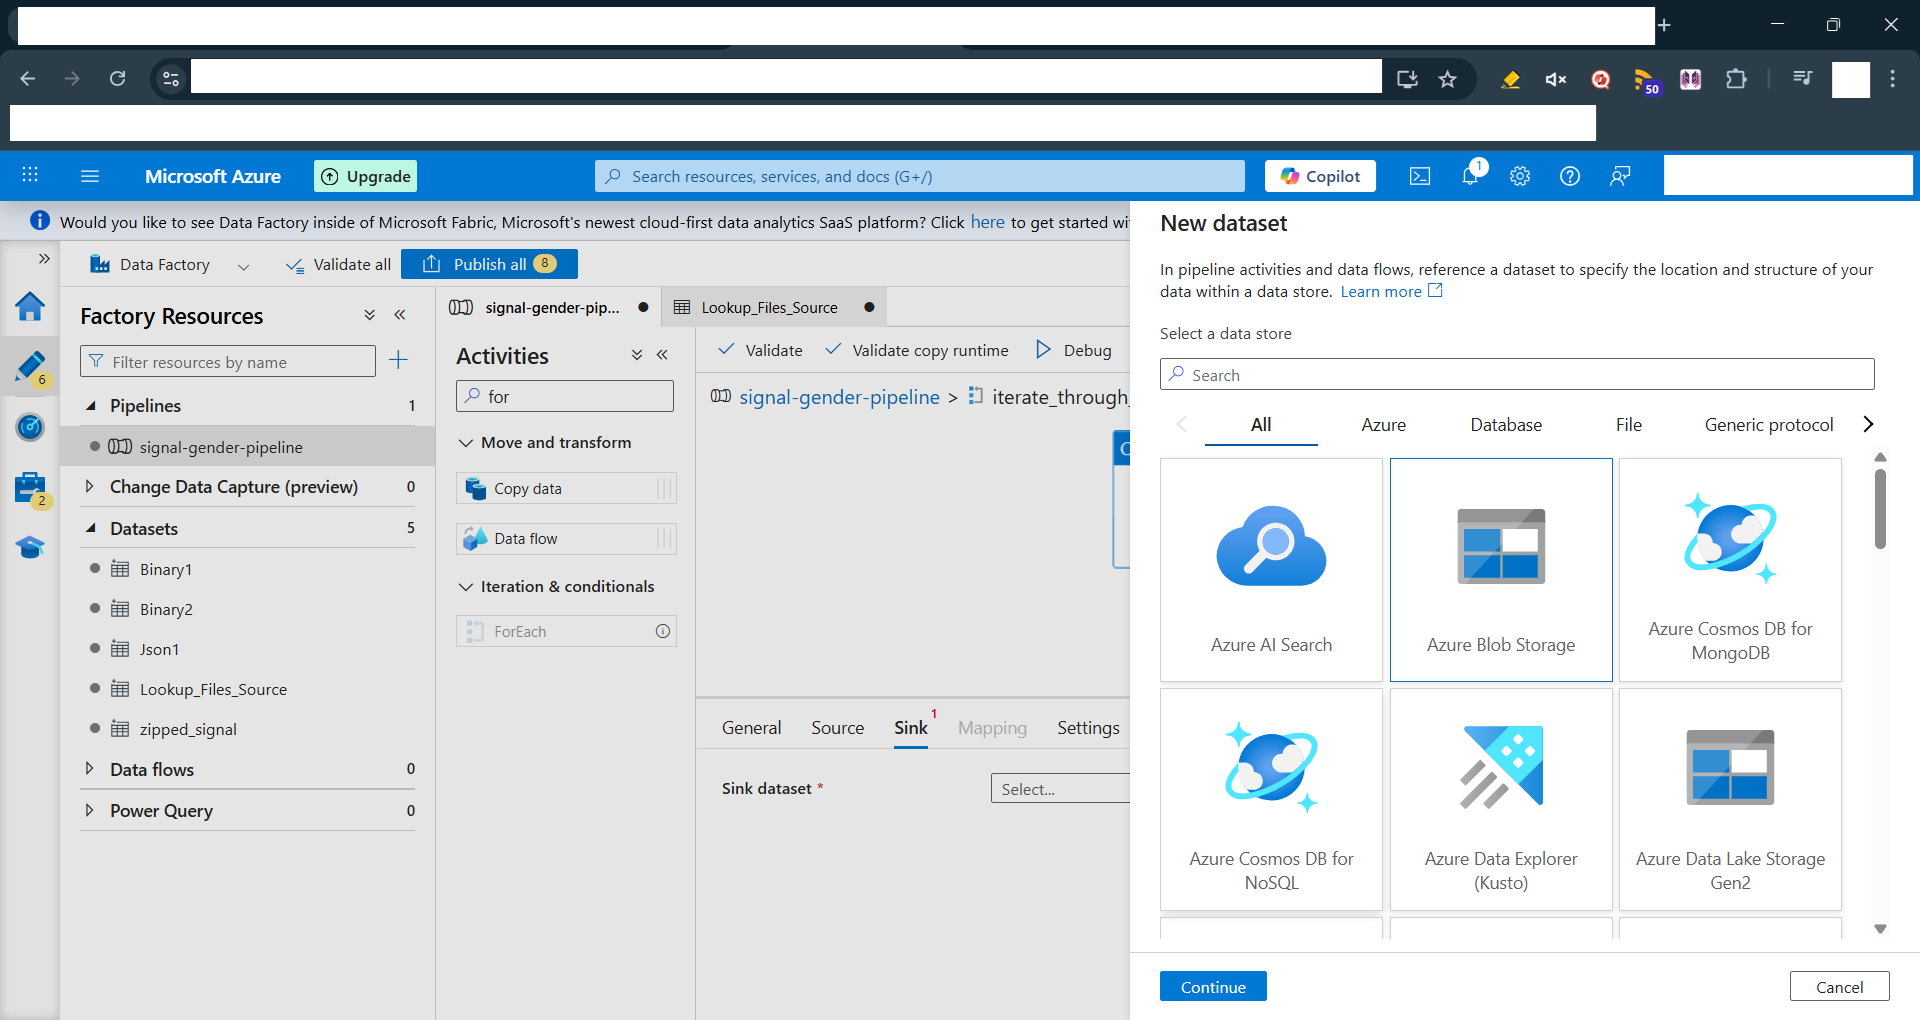 50
Microsoft Azure
Upgrade
Search resources, services, and docs (G+/)
Copilot
1
Would you like to see Data Factory inside of Microsoft Fabric, Microsoft's newest cloud-first data analytics SaaS platform? Click here to get started wi
Data Factory
Validate all
Publish all 8
6
2
Factory Resources
Filter resources by name
Pipelines 1
signal-gender-pipeline
Change Data Capture (preview) 0
Datasets 5
Binary1
Binary2
Json1
Lookup_Files_Source
zipped_signal
Data flows 0
Power Query 0
signal-gender-pip...
Lookup_Files_Source
Activities
for
Move and transform
Copy data
Data flow
Iteration & conditionals
ForEach
Validate
Validate copy runtime
Debug
signal-gender-pipeline > iterate_through_
General
Source
Sink 1
Mapping
Settings
Sink dataset *
Select...
New dataset
In pipeline activities and data flows, reference a dataset to specify the location and structure of your
data within a data store. Learn more
Select a data store
Search
All
Azure
Database
File
Generic protocol
Azure AI Search
Azure Blob Storage
Azure Cosmos DB for
MongoDB
Azure Cosmos DB for
NoSQL
Azure Data Explorer
(Kusto)
Azure Data Lake Storage
Gen2
Continue
Cancel